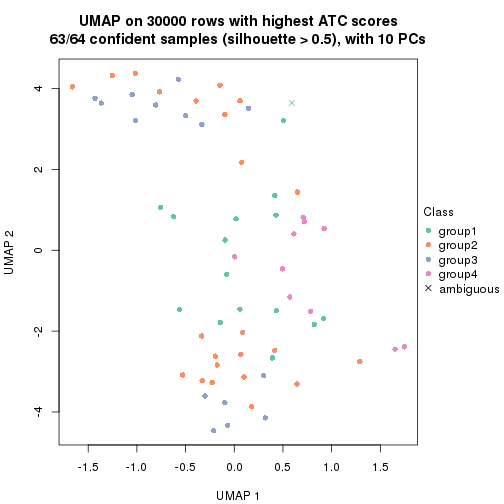 UMAP on 30000 rows with highest ATC scores
63/64 confident samples (silhouette > 0.5), with 10 PCs
4
2
0
-2
-4
UMAP 2
-1.5 -1.0 -0.5 0.0 0.5 1.0 1.5
UMAP 1
Class
group1
group2
group3
group4
ambiguous